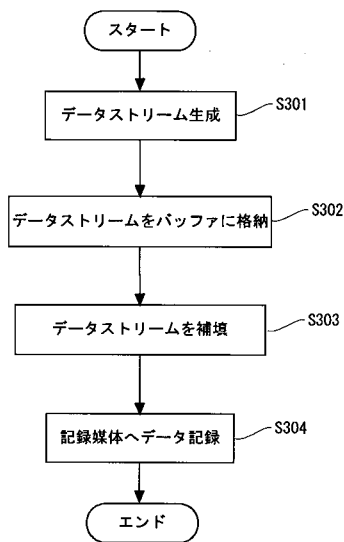 スタート
データストリーム生成
S301
データストリームをバッファに格納
S302
データストリームを補填
S303
記録媒体へデータ記録
S304
エンド